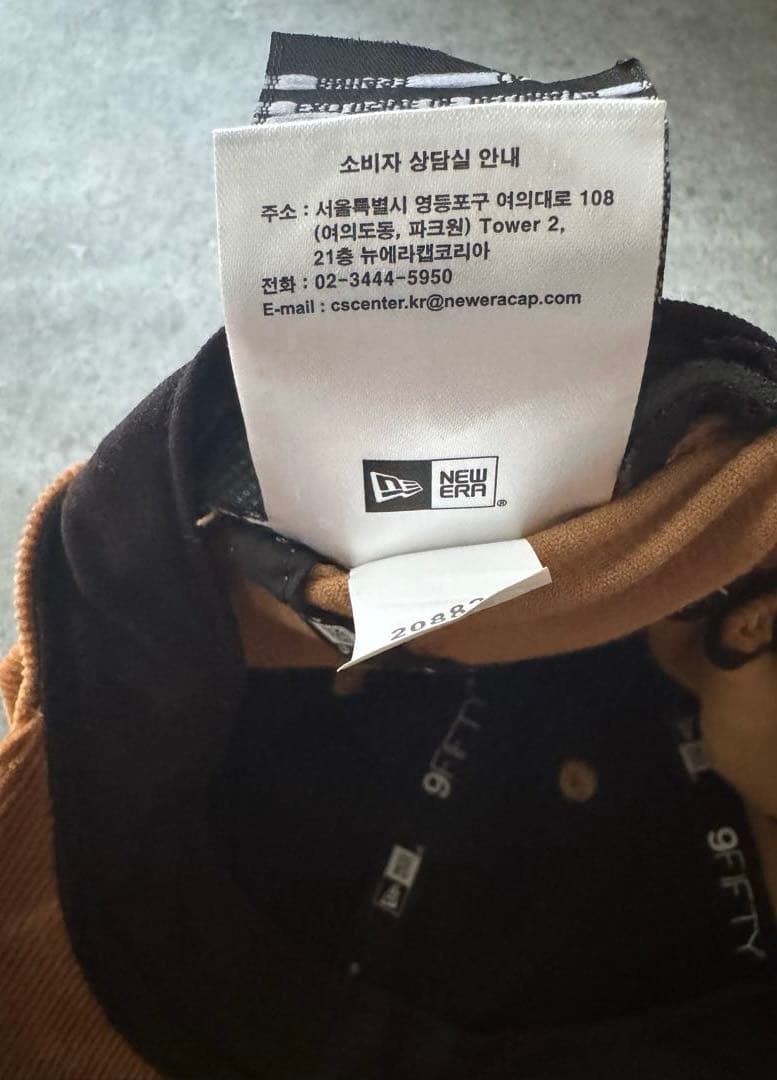 소비자 상담실 안내
주소 : 서울특별시 영등포구 여의대로 108
(여의도동, 파크원) Tower 2,
21층 뉴에라캡코리아
전화 : 02-3444-5950
E-mail : cscenter.kr@neweracap.com
NEW
ERA
®
9FIFTY
9FIFTY